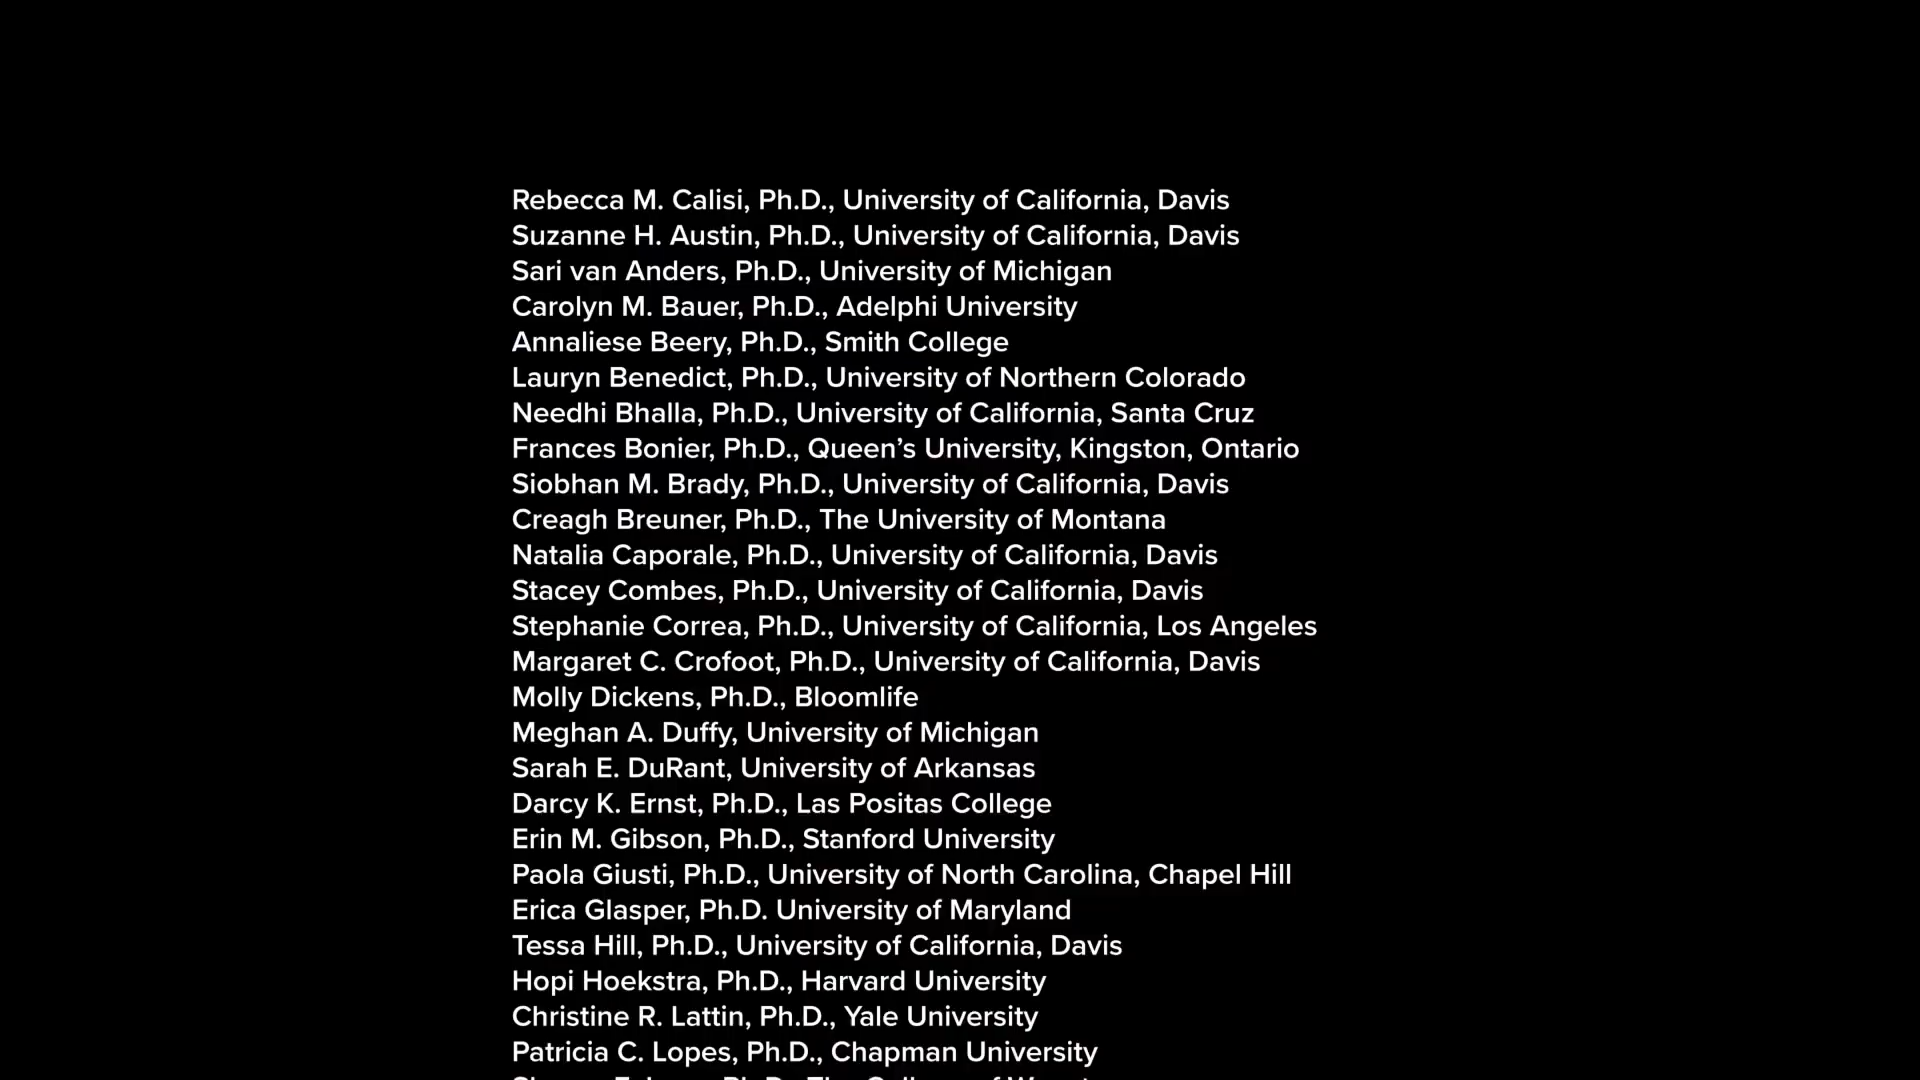 Rebecca M. Calisi, Ph.D., University of California, Davis
Suzanne H. Austin, Ph.D., University of California, Davis
Sari van Anders, Ph.D., University of Michigan
Carolyn M. Bauer, Ph.D., Adelphi University
Annaliese Beery, Ph.D., Smith College
Lauryn Benedict, Ph.D., University of Northern Colorado
Needhi Bhalla, Ph.D., University of California, Santa Cruz
Frances Bonier, Ph.D., Queen’s University, Kingston, Ontario
Siobhan M. Brady, Ph.D., University of California, Davis
Creagh Breuner, Ph.D., The University of Montana
Natalia Caporale, Ph.D., University of California, Davis
Stacey Combes, Ph.D., University of California, Davis
Stephanie Correa, Ph.D., University of California, Los Angeles
Margaret C. Crofoot, Ph.D., University of California, Davis
Molly Dickens, Ph.D., Bloomlife
Meghan A. Duffy, University of Michigan
Sarah E. DuRant, University of Arkansas
Darcy K. Ernst, Ph.D., Las Positas College
Erin M. Gibson, Ph.D., Stanford University
Paola Giusti, Ph.D., University of North Carolina, Chapel Hill
Erica Glasper, Ph.D. University of Maryland
Tessa Hill, Ph.D., University of California, Davis
Hopi Hoekstra, Ph.D., Harvard University
Christine R. Lattin, Ph.D., Yale University
Patricia C. Lopes, Ph.D., Chapman University